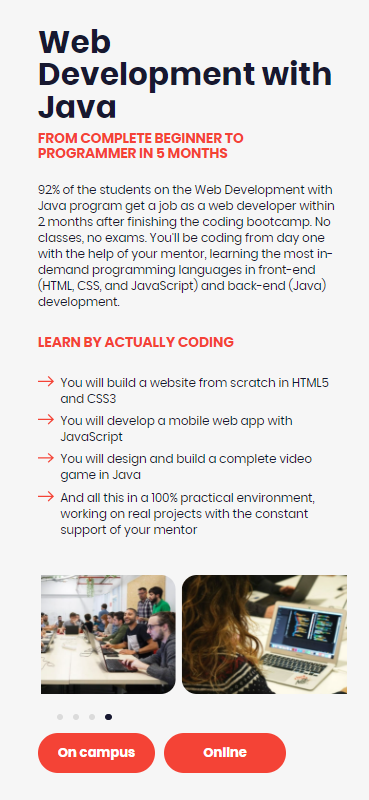 Web
Development with
Java
FROM COMPLETE BEGINNER TO
PROGRAMMER IN 5 MONTHS
92% of the students on the Web Development with
Java program get a job as a web developer within
2 months after finishing the coding bootcamp. No
classes, no exams. You'll be coding from day one
with the help of your mentor, learning the most in-
demand programming languages in front-end
(HTML, CSS, and JavaScript) and back-end (Java)
development.
LEARN BY ACTUALLY CODING
You will build a website from scratch in HTML5
and CSS3
You will develop a mobile web app with
JavaScript
You will design and build a complete video
game in Java
And all this in a 100% practical environment,
working on real projects with the constant
support of your mentor
On campus
Online